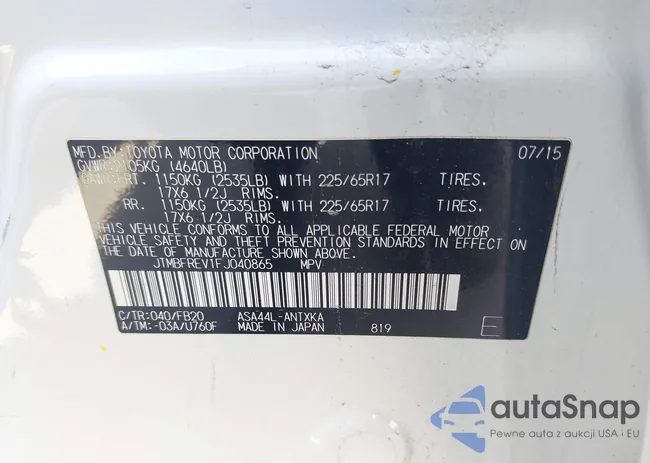 MFD.BY:TOYOTA MOTOR CORPORATION 07/15
GVWR:2105KG (4640LB)
GAWR:FRT. 1150KG (2535LB) WITH 225/65R17 TIRES,
17X6 1/2J RIMS.
RR. 1150KG (2535LB) WITH 225/65R17 TIRES,
17X6 1/2J RIMS.
THIS VEHICLE CONFORMS TO ALL APPLICABLE FEDERAL MOTOR
VEHICLE SAFETY AND THEFT PREVENTION STANDARDS IN EFFECT ON
THE DATE OF MANUFACTURE SHOWN ABOVE.
JTMBFREV1FJ040865 MPV
C/TR:040/FB20 ASA44L-ANTXKA
A/TM:-03A/U760F MADE IN JAPAN 819 E
autaSnap
Pewne auta z aukcji USA i EU